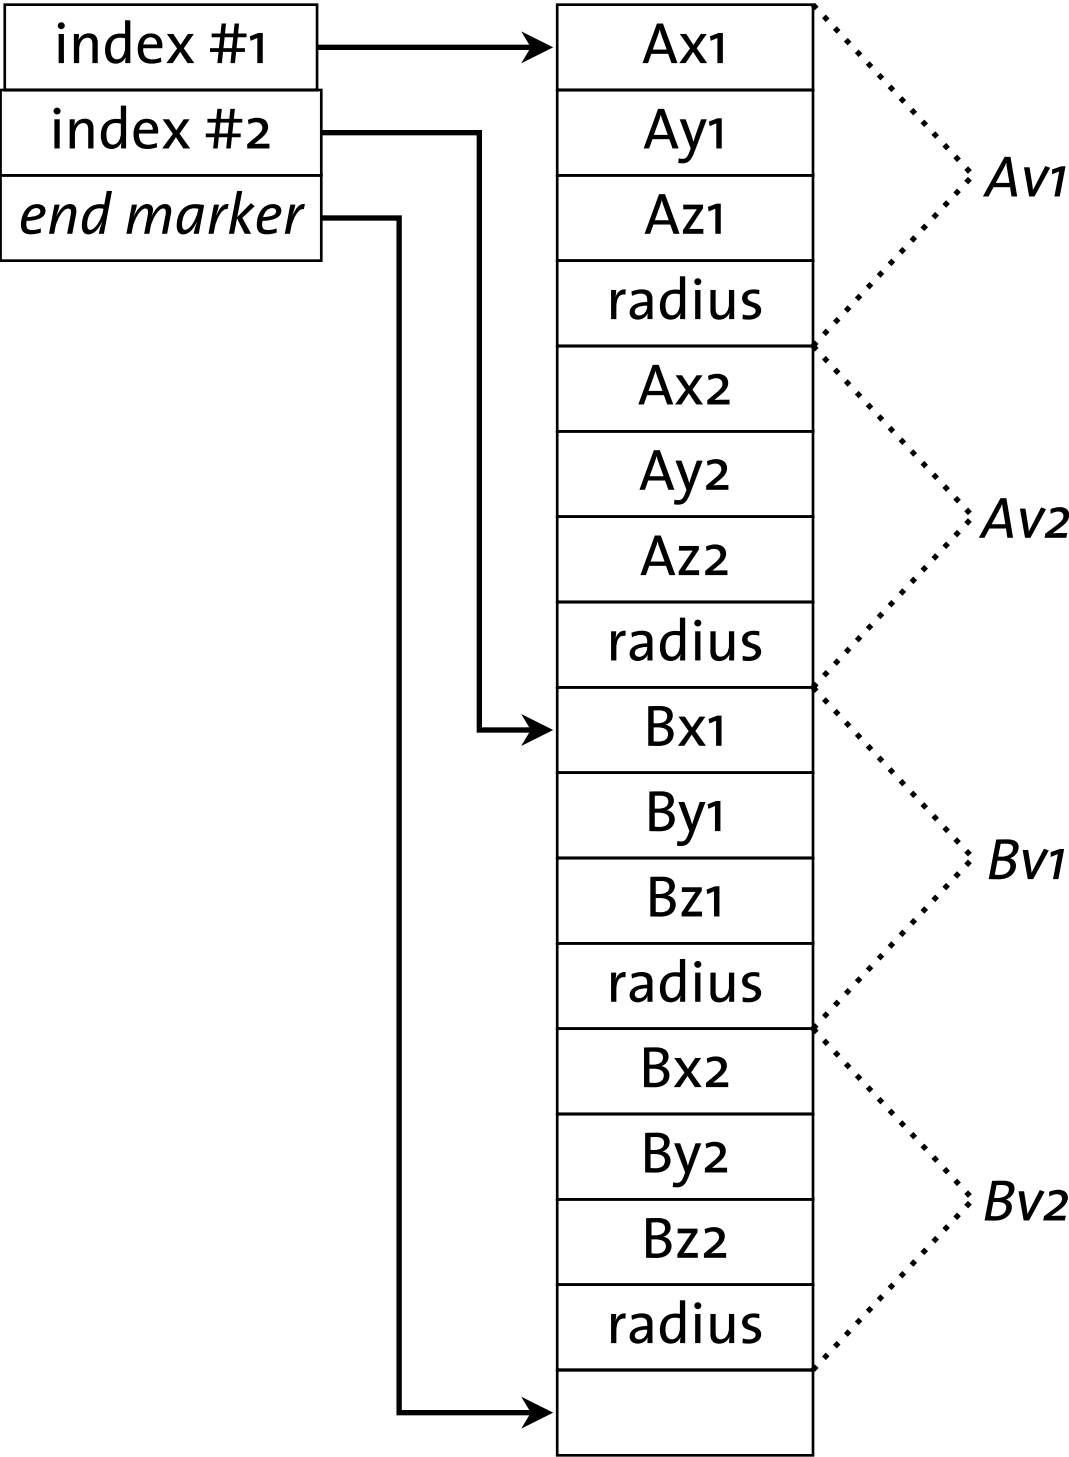 index #1
index #2
end marker
Ax1
Ay1
Az1
radius
Ax2
Ay2
Az2
radius
Bx1
By1
Bz1
radius
Bx2
By2
Bz2
radius
Av1
Av2
Bv1
Bv2